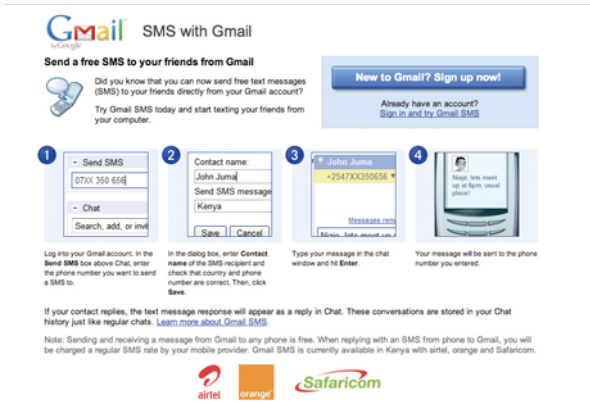 Gmail
by Google
SMS with Gmail
Send a free SMS to your friends from Gmail
Did you know that you can now send free text messages
(SMS) to your friends directly from your Gmail account?
Try Gmail SMS today and start texting your friends from
your computer.
New to Gmail? Sign up now!
Already have an account?
Sign in and try Gmail SMS
1
− Send SMS
07XX 350 656
− Chat
Search, add, or invit
Log into your Gmail account. In the
Send SMS box above Chat, enter
the phone number you want to send
a SMS to.
2
Contact name:
John Juma
Send SMS message
Kenya
Save Cancel
In the dialog box, enter Contact
name of the SMS recipient and
check that country and phone
number are correct. Then, click
Save.
3
John Juma
+2547XX350656
Messages
Niaje, lets meet up
Type your message in the chat
window and hit Enter.
4
Niaje, lets meet
up at 6pm, usual
place!
Your message will be sent to the phone
number you entered.
If your contact replies, the text message response will appear as a reply in Chat. These conversations are stored in your Chat
history just like regular chats. Learn more about Gmail SMS.
Note: Sending and receiving a message from Gmail to any phone is free. When replying with an SMS from phone to Gmail, you will
be charged a regular SMS rate by your mobile provider. Gmail SMS is currently available in Kenya with airtel, orange and Safaricom.
airtel
orange
Safaricom